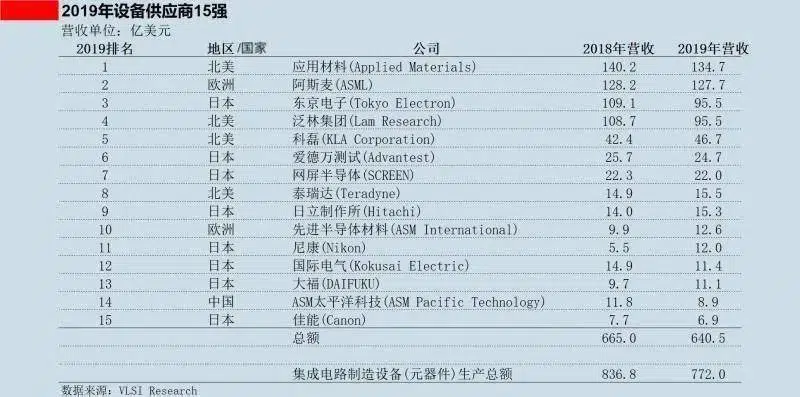 2019年设备供应商15强
营收单位：亿美元
2019排名 地区/国家 公司 2018年营收 2019年营收
1 北美 应用材料(Applied Materials) 140.2 134.7
2 欧洲 阿斯麦(ASML) 128.2 127.7
3 日本 东京电子(Tokyo Electron) 109.1 95.5
4 北美 泛林集团(Lam Research) 108.7 95.5
5 北美 科磊(KLA Corporation) 42.4 46.7
6 日本 爱德万测试(Advantest) 25.7 24.7
7 日本 网屏半导体(SCREEN) 22.3 22.0
8 北美 泰瑞达(Teradyne) 14.9 15.5
9 日本 日立制作所(Hitachi) 14.0 15.3
10 欧洲 先进半导体材料(ASM International) 9.9 12.6
11 日本 尼康(Nikon) 5.5 12.0
12 日本 国际电气(Kokusai Electric) 14.9 11.4
13 日本 大福(DAIFUKU) 9.7 11.1
14 中国 ASM太平洋科技(ASM Pacific Technology) 11.8 8.9
15 日本 佳能(Canon) 7.7 6.9
总额 665.0 640.5
集成电路制造设备(元器件)生产总额 836.8 772.0
数据来源：VLSI Research